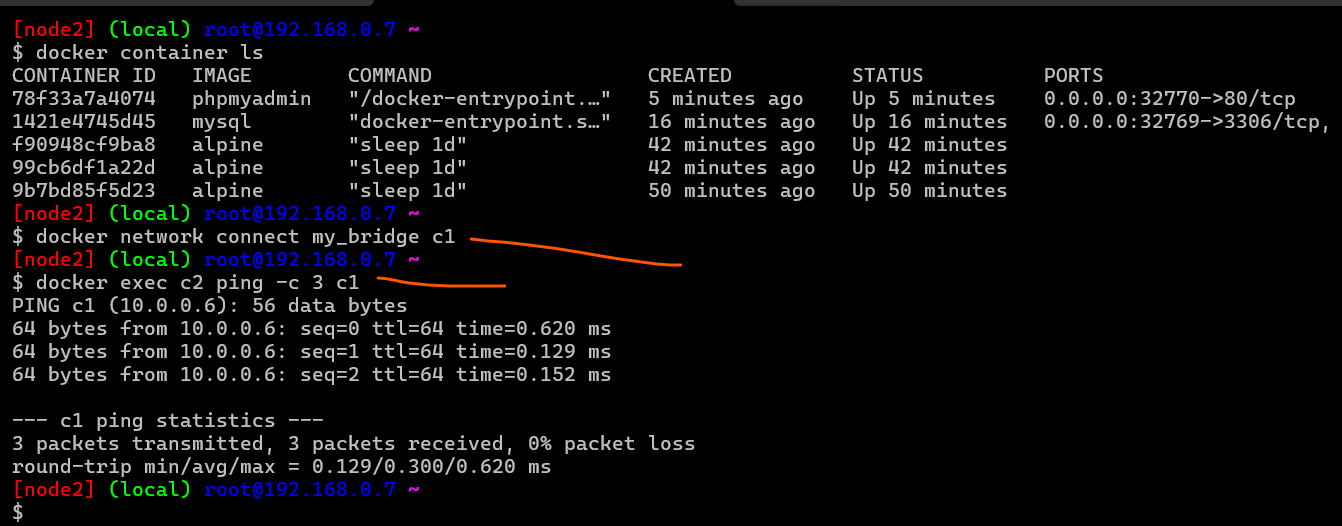 [node2] (local) root@192.168.0.7 ~
$ docker container ls
CONTAINER ID   IMAGE        COMMAND                  CREATED          STATUS          PORTS
78f33a7a4074   phpmyadmin   "/docker-entrypoint.…"   5 minutes ago    Up 5 minutes    0.0.0.0:32770->80/tcp
1421e4745d45   mysql        "docker-entrypoint.s…"   16 minutes ago   Up 16 minutes   0.0.0.0:32769->3306/tcp,
f90948cf9ba8   alpine       "sleep 1d"               42 minutes ago   Up 42 minutes
99cb6df1a22d   alpine       "sleep 1d"               42 minutes ago   Up 42 minutes
9b7bd85f5d23   alpine       "sleep 1d"               50 minutes ago   Up 50 minutes
[node2] (local) root@192.168.0.7 ~
$ docker network connect my_bridge c1
[node2] (local) root@192.168.0.7 ~
$ docker exec c2 ping -c 3 c1
PING c1 (10.0.0.6): 56 data bytes
64 bytes from 10.0.0.6: seq=0 ttl=64 time=0.620 ms
64 bytes from 10.0.0.6: seq=1 ttl=64 time=0.129 ms
64 bytes from 10.0.0.6: seq=2 ttl=64 time=0.152 ms

--- c1 ping statistics ---
3 packets transmitted, 3 packets received, 0% packet loss
round-trip min/avg/max = 0.129/0.300/0.620 ms
[node2] (local) root@192.168.0.7 ~
$